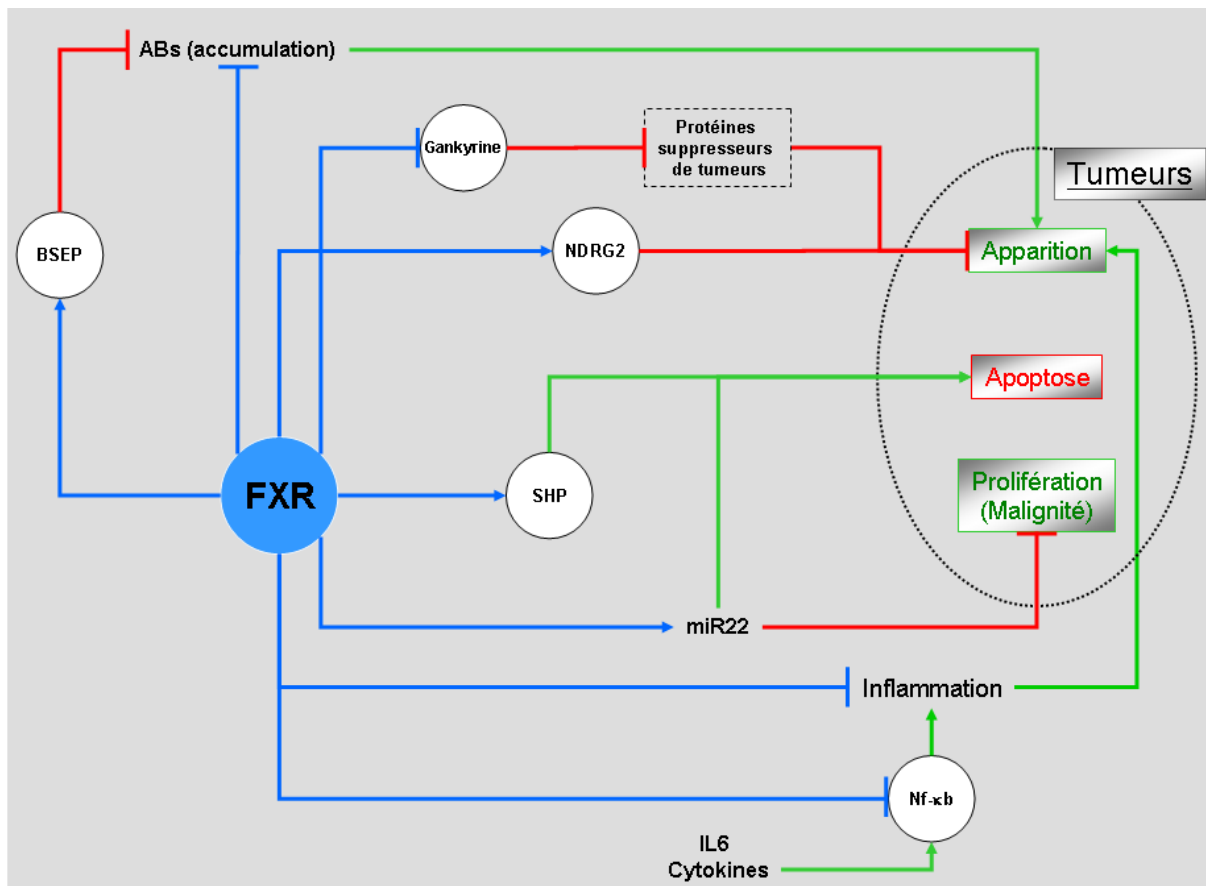 ABs (accumulation)
Gankyrine
Protéines
suppresseurs
de tumeurs
Tumeurs
BSEP
NDRG2
Apparition
Apoptose
FXR
SHP
Prolifération
(Malignité)
miR22
Inflammation
Nf-κb
IL6
Cytokines